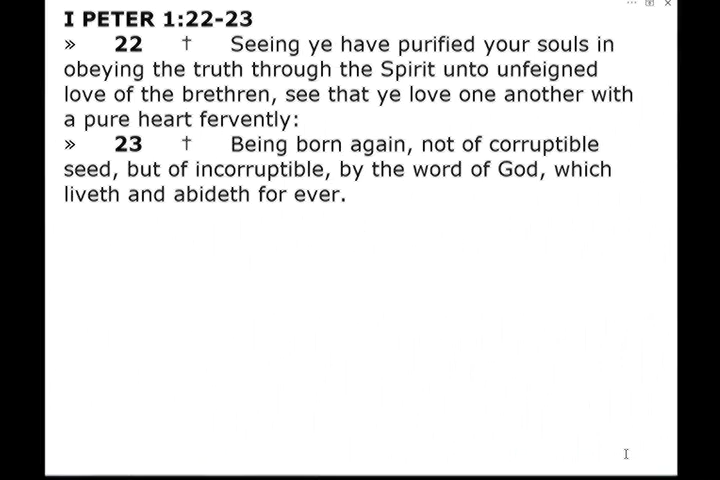 I PETER 1:22-23
» 22 † Seeing ye have purified your souls in
obeying the truth through the Spirit unto unfeigned
love of the brethren, see that ye love one another with
a pure heart fervently:
» 23 † Being born again, not of corruptible
seed, but of incorruptible, by the word of God, which
liveth and abideth for ever.